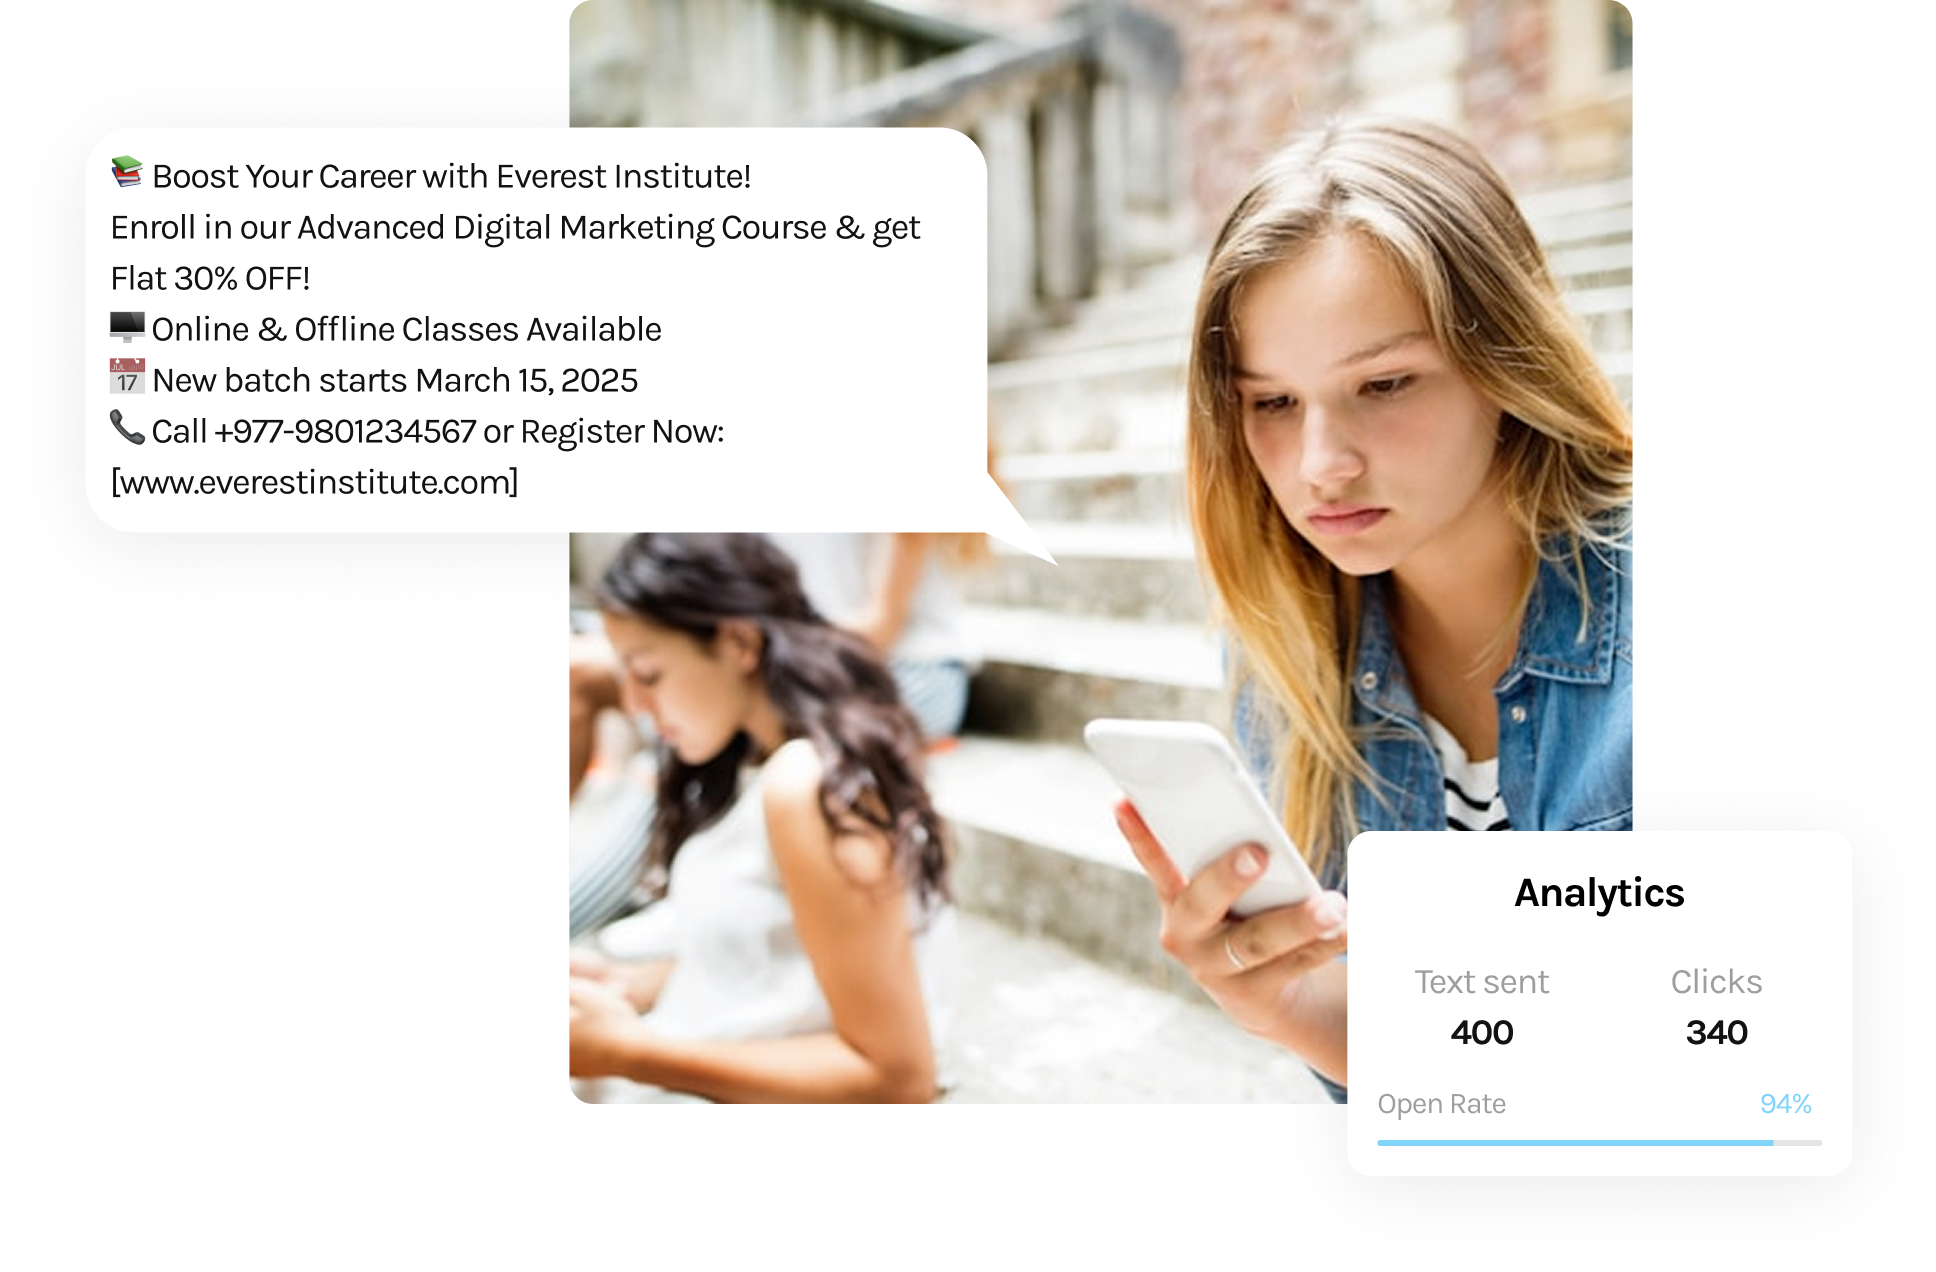 📚 Boost Your Career with Everest Institute!
Enroll in our Advanced Digital Marketing Course & get
Flat 30% OFF!
🖥️ Online & Offline Classes Available
📅 New batch starts March 15, 2025
📞 Call +977-9801234567 or Register Now:
[www.everestinstitute.com]
Analytics
Text sent Clicks
400 340
Open Rate 94%